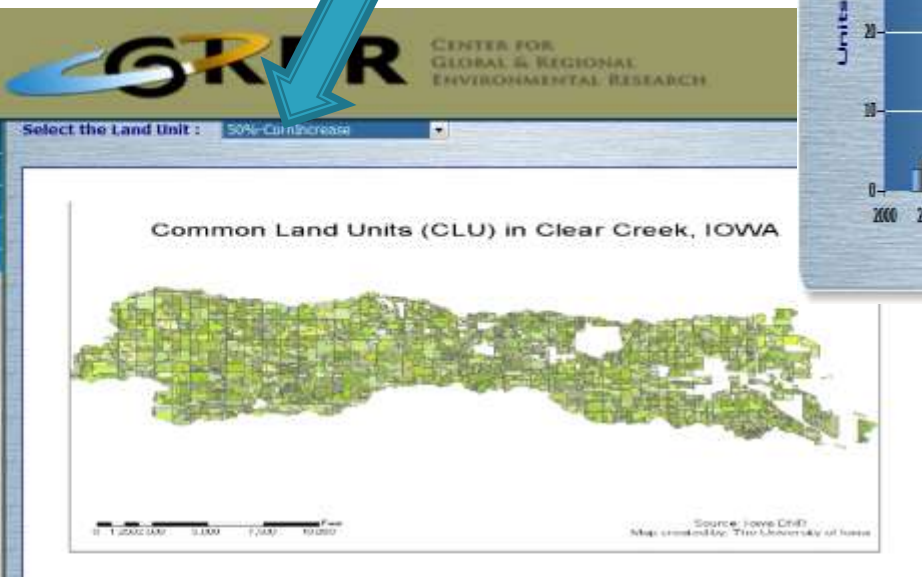 CGRER
CENTER FOR
GLOBAL & REGIONAL
ENVIRONMENTAL RESEARCH
Units
20
10
0
2000
Select the Land Unit :
50%-CornIncrease
Common Land Units (CLU) in Clear Creek, IOWA
Source: Iowa DNR
Map created by: The University of Iowa